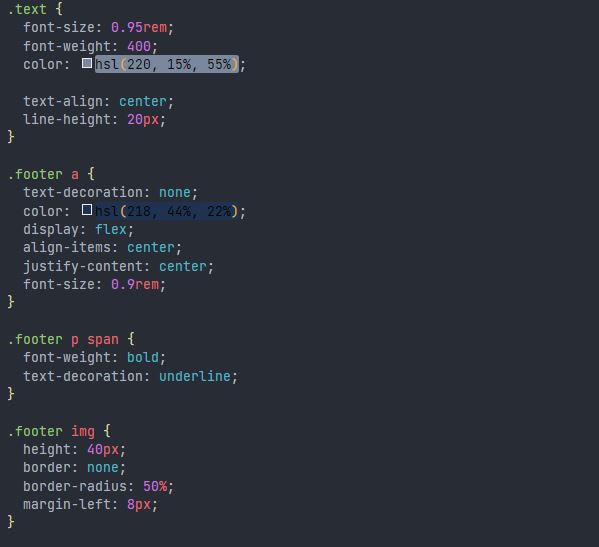 .text {
  font-size: 0.95rem;
  font-weight: 400;
  color: hsl(220, 15%, 55%);

  text-align: center;
  line-height: 20px;
}

.footer a {
  text-decoration: none;
  color: hsl(218, 44%, 22%);
  display: flex;
  align-items: center;
  justify-content: center;
  font-size: 0.9rem;
}

.footer p span {
  font-weight: bold;
  text-decoration: underline;
}

.footer img {
  height: 40px;
  border: none;
  border-radius: 50%;
  margin-left: 8px;
}